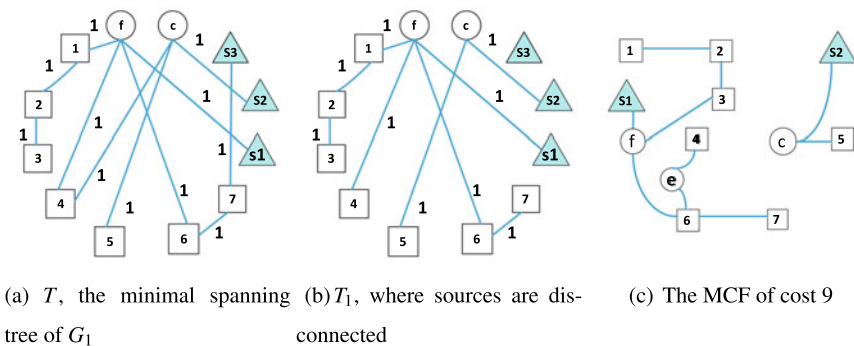 1 f c 1 S3
1 1 S2
2 1 s1
1 3 1 1
4 1 1 7
5 1 6 1
1 f c 1 S3
1 1 S2
2 1 s1
1 3 1
4 1 7
5 1 6 1
1 2 S2
S1 3
f 4 c 5
e
6 7
(a) T, the minimal spanning tree of G1
(b) T1, where sources are dis-connected
(c) The MCF of cost 9